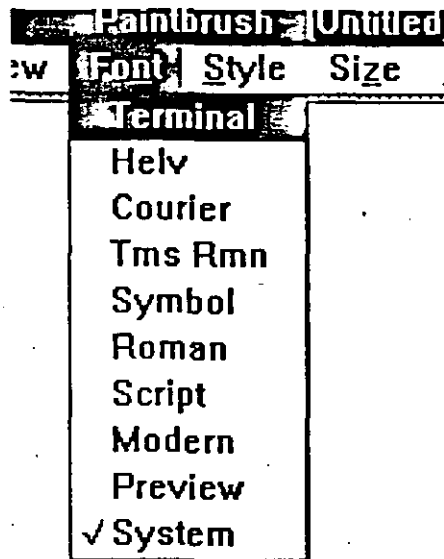 Paintbrush - [Untitled]
ew Font Style Size
Terminal
Helv
Courier
Tms Rmn
Symbol
Roman
Script
Modern
Preview
√ System